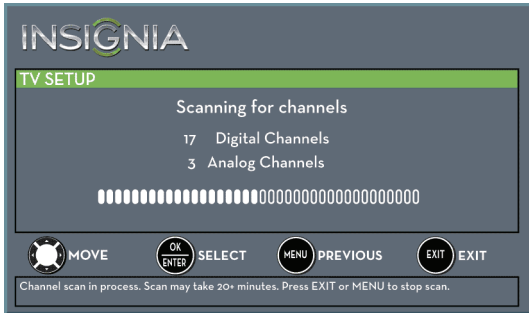 INSIGNIA
TV SETUP
Scanning for channels
17 Digital Channels
3 Analog Channels
MOVE
OK
ENTER
SELECT
MENU
PREVIOUS
EXIT
EXIT
Channel scan in process. Scan may take 20+ minutes. Press EXIT or MENU to stop scan.